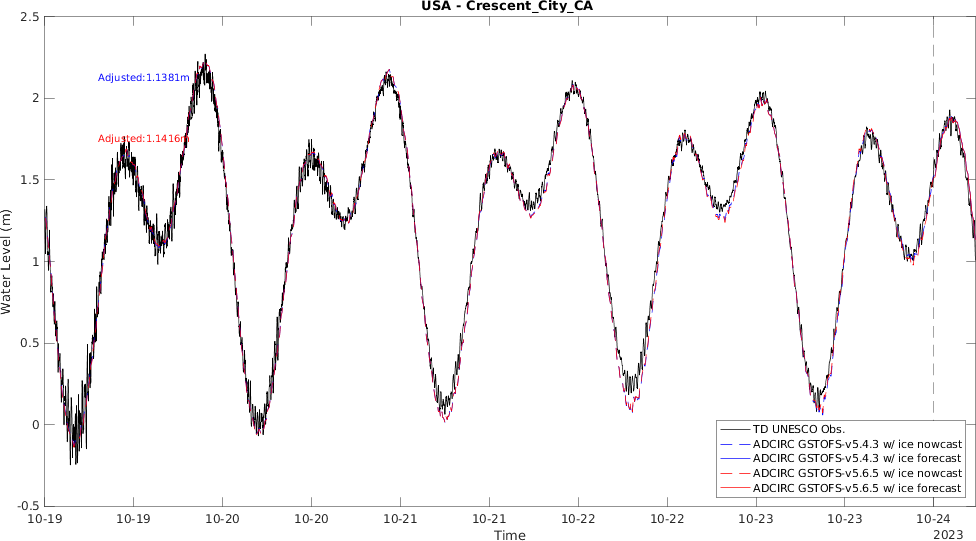 USA - Crescent_City_CA
2.5
2
1.5
1
0.5
0
-0.5
Water Level (m)
Adjusted:1.1381m
Adjusted:1.1416m
TD UNESCO Obs.
ADCIRC GSTOFS-v5.4.3 w/ ice nowcast
ADCIRC GSTOFS-v5.4.3 w/ ice forecast
ADCIRC GSTOFS-v5.6.5 w/ ice nowcast
ADCIRC GSTOFS-v5.6.5 w/ ice forecast
10-19 10-19 10-20 10-20 10-21 10-21 10-22 10-22 10-23 10-23 10-24
2023
Time